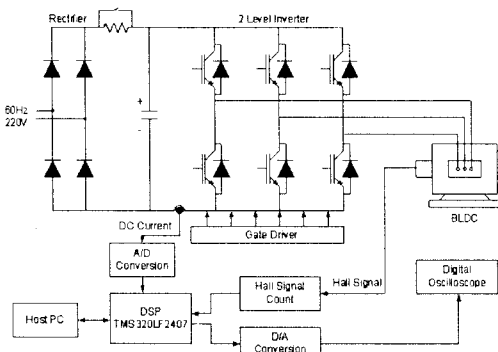 Rectifier
2 Level Inverter
60Hz
220V
+
-
BLDC
DC Current
Gate Driver
A/D
Conversion
Hall Signal
Count
Hall Signal
Digital
Oscilloscope
Host PC
DSP
TMS320LF2407
D/A
Conversion